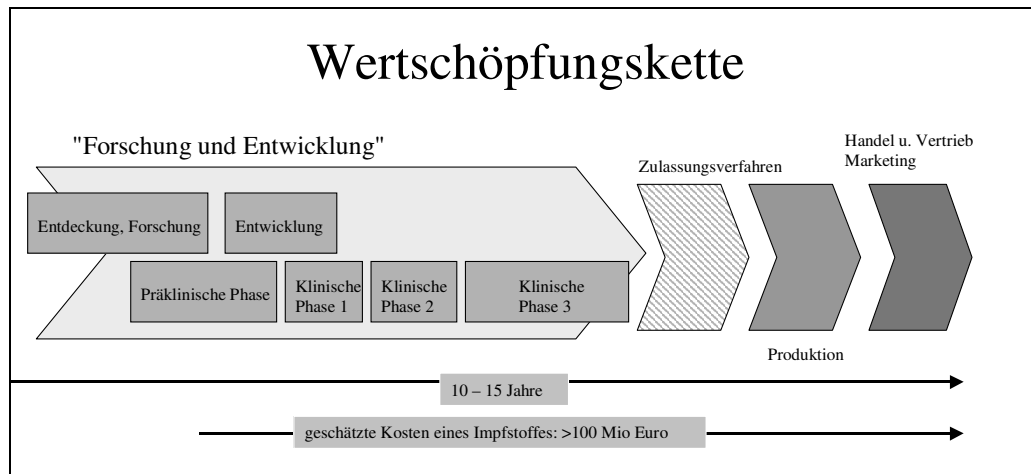 Wertschöpfungskette
"Forschung und Entwicklung"
Handel u. Vertrieb
Marketing
Zulassungsverfahren
Entdeckung, Forschung
Entwicklung
Präklinische Phase
Klinische
Phase 1
Klinische
Phase 2
Klinische
Phase 3
Produktion
10 – 15 Jahre
geschätzte Kosten eines Impfstoffes: >100 Mio Euro